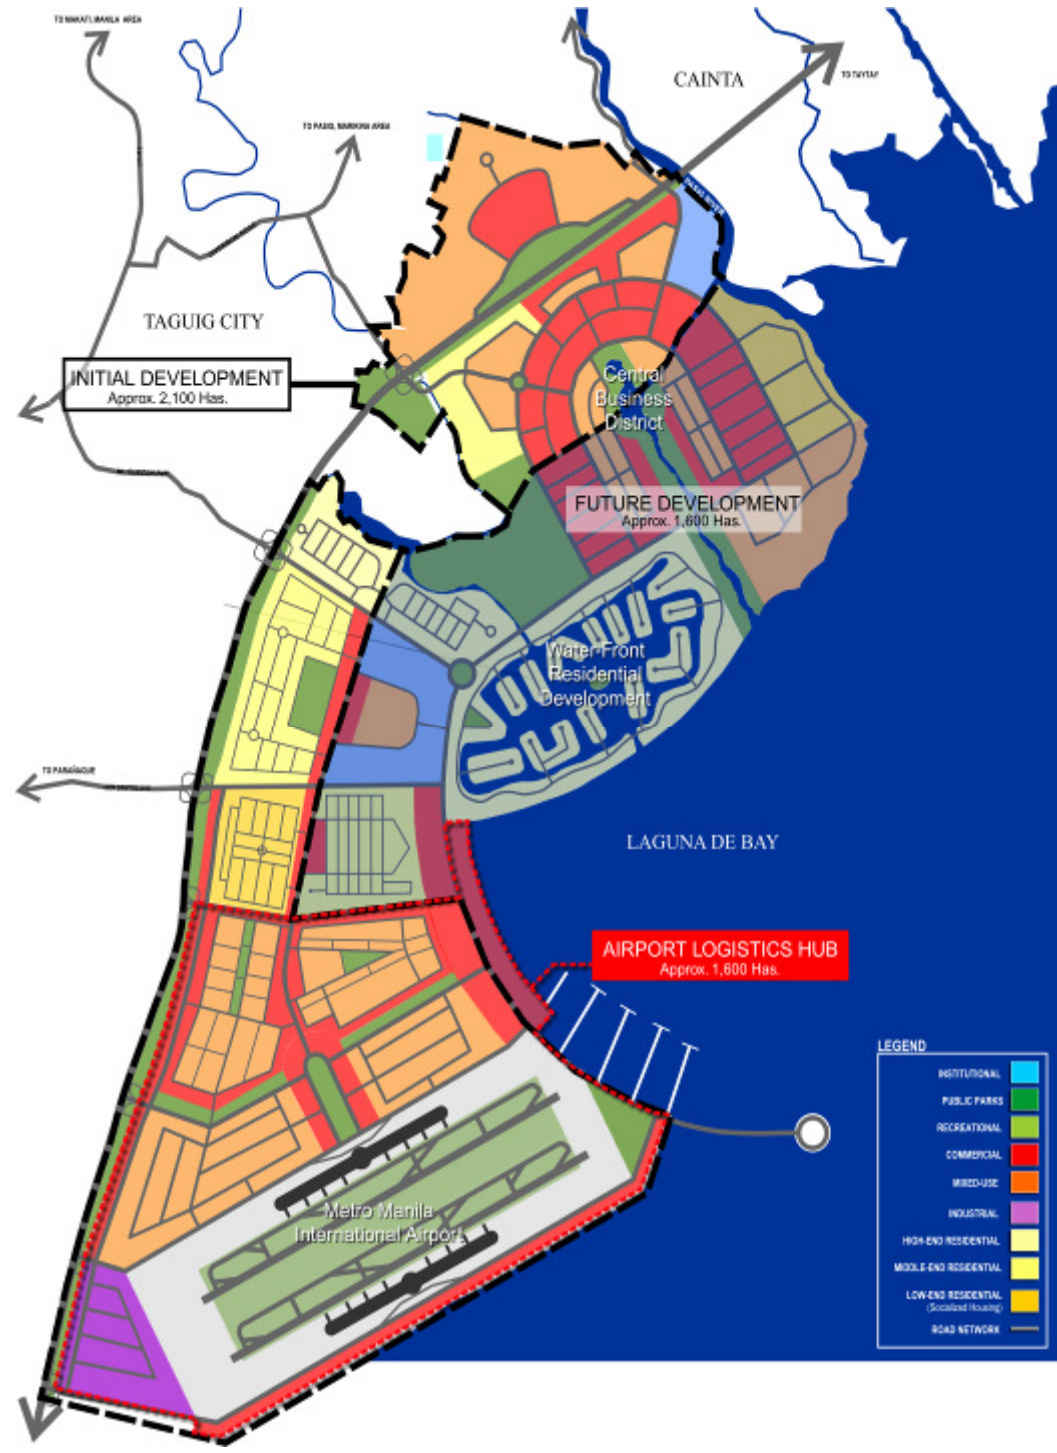 TO MAKATI, MANILA AREA
CAINTA
TO TAYTAY
TO PASIG, MARIKINA AREA
PASIG RIVER
TAGUIG CITY
INITIAL DEVELOPMENT
Approx. 2,100 Has.
Central
Business
District
FUTURE DEVELOPMENT
Approx. 1,600 Has.
Water-Front
Residential
Development
TO PARAÑAQUE
LAGUNA DE BAY
AIRPORT LOGISTICS HUB
Approx. 1,600 Has.
Metro Manila
International Airport
LEGEND
INSTITUTIONAL
PUBLIC PARKS
RECREATIONAL
COMMERCIAL
MIXED-USE
INDUSTRIAL
HIGH-END RESIDENTIAL
MIDDLE-END RESIDENTIAL
LOW-END RESIDENTIAL
(Socialized Housing)
ROAD NETWORK